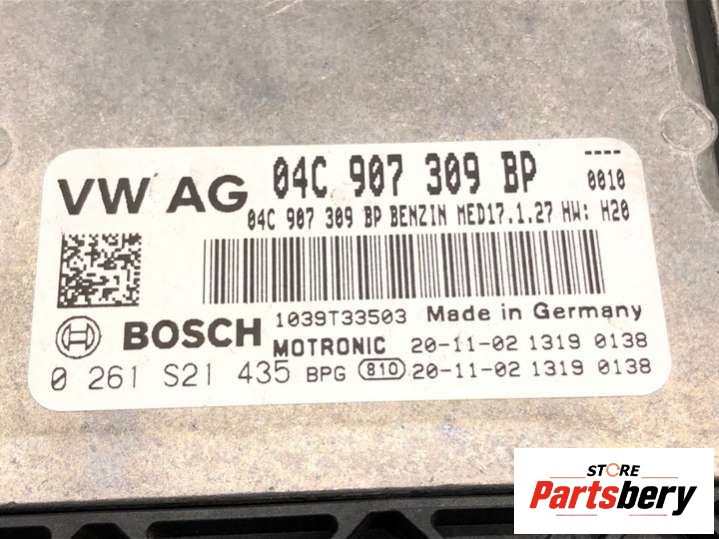 VW AG 04C 907 309 BP ----
0010
04C 907 309 BP BENZIN MED17.1.27 HW: H20
1039T33503 Made in Germany
BOSCH MOTRONIC 20-11-02 1319 0138
0 261 S21 435 BPG 810 20-11-02 1319 0138
STORE
Partsbery